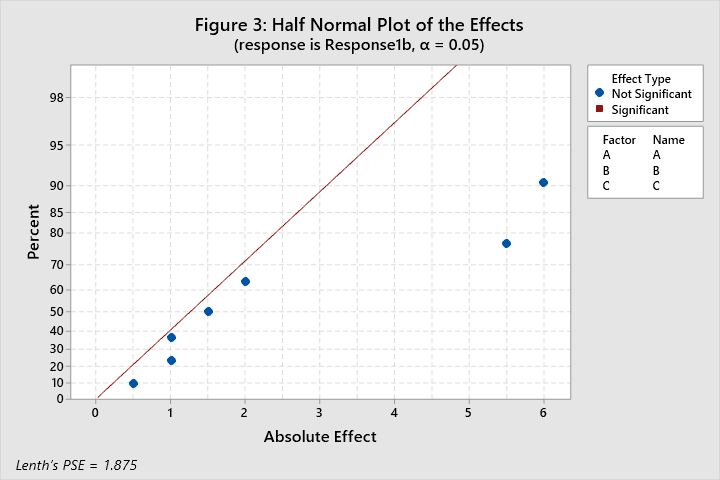 Figure 3: Half Normal Plot of the Effects
(response is Response1b, α = 0.05)
Effect Type
Not Significant
Significant
Factor Name
A A
B B
C C
Percent
98
95
90
85
80
70
60
50
40
30
20
10
0
0 1 2 3 4 5 6
Absolute Effect
Lenth's PSE = 1.875